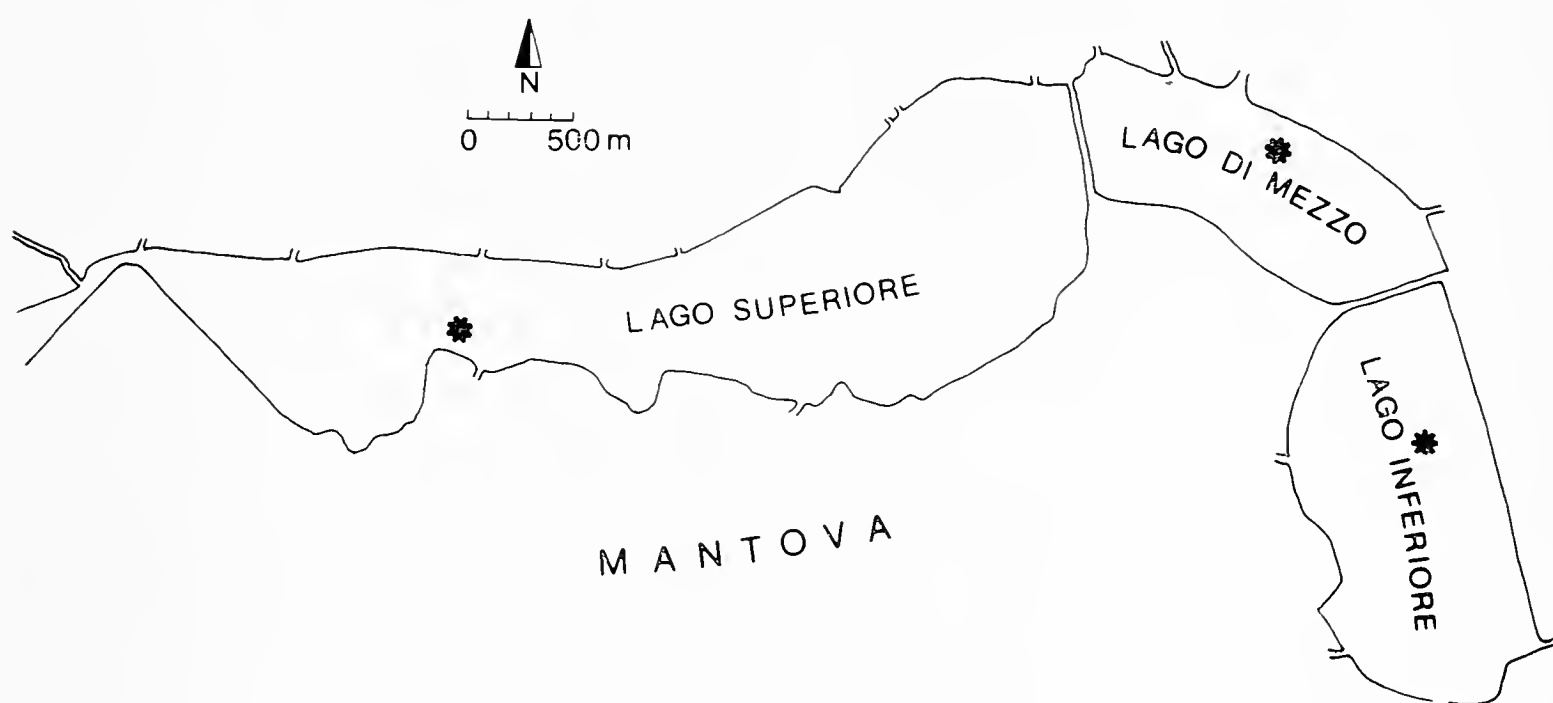 N
0 500 m
LAGO DI MEZZO
LAGO SUPERIORE
LAGO INFERIORE
MANTOVA